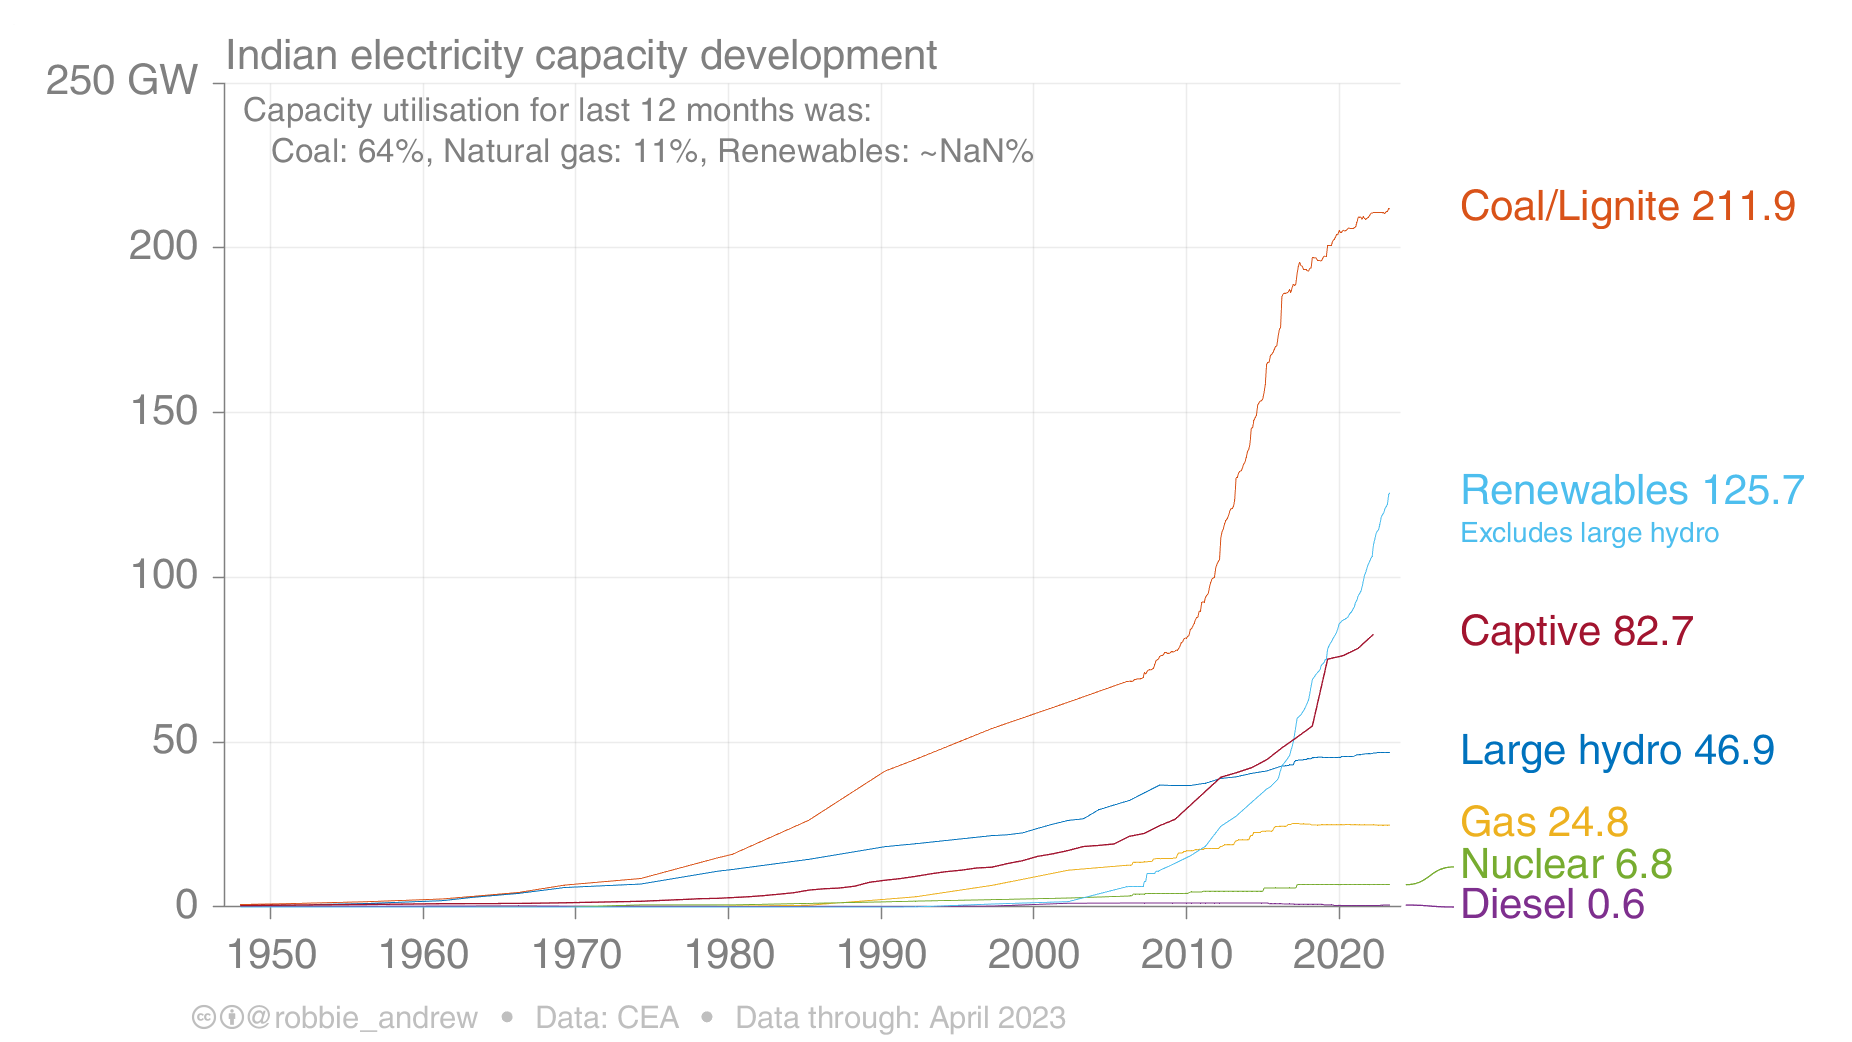 Indian electricity capacity development
250 GW
Capacity utilisation for last 12 months was:
Coal: 64%, Natural gas: 11%, Renewables: ~NaN%
200
150
100
50
0
Coal/Lignite 211.9
Renewables 125.7
Excludes large hydro
Captive 82.7
Large hydro 46.9
Gas 24.8
Nuclear 6.8
Diesel 0.6
1950 1960 1970 1980 1990 2000 2010 2020
@robbie_andrew • Data: CEA • Data through: April 2023